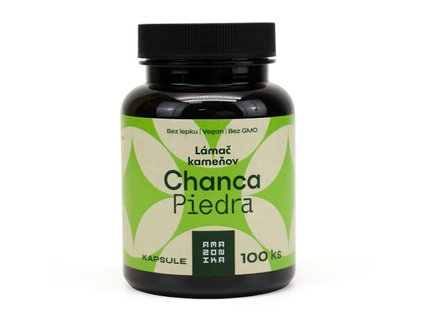 Bez lepku | Vegan | Bez GMO
Lámač
kameňov
Chanca
Piedra
AMA
ZON
IKA
KAPSULE
100 ks